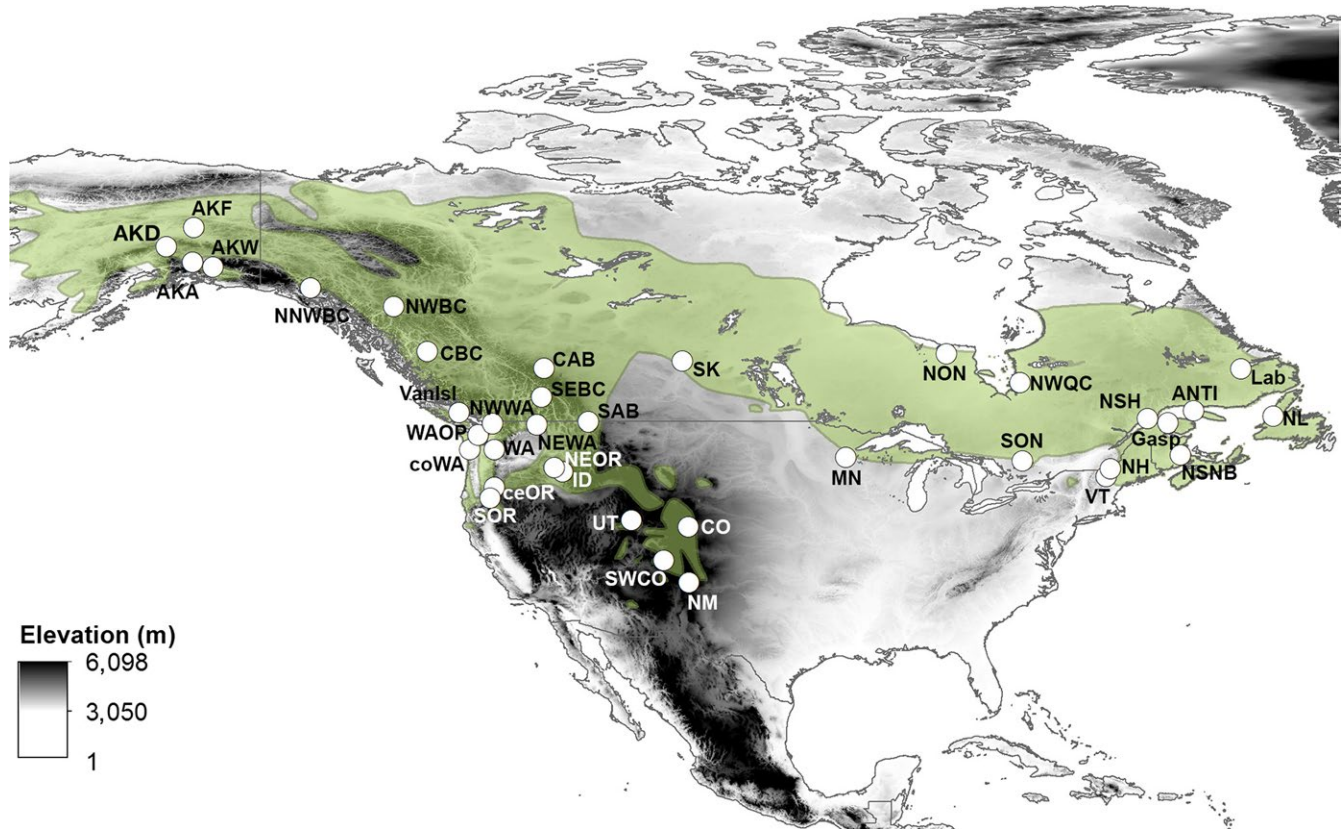 AKF
AKD
AKW
AKA
NNWBC
NWBC
CBC
CAB
SK
NON
NWQC
Lab
VanIsl
NWWA
SEBC
SAB
NSH
ANTI
NL
WAOP
WA
NEWA
Gasp
coWA
NEOR
ID
MN
SON
NH
NSNB
VT
ceOR
SOR
UT
CO
SWCO
NM
Elevation (m)
6,098
3,050
1